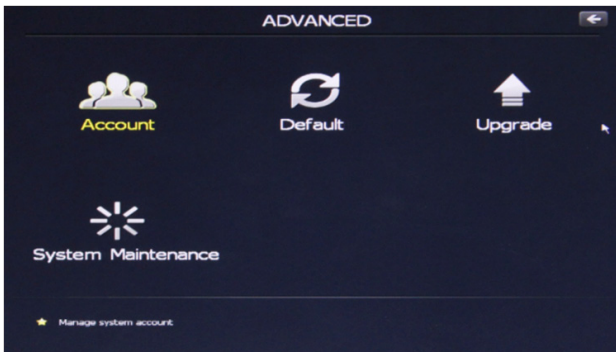 ADVANCED
Account
Default
Upgrade
System Maintenance
Manage system account